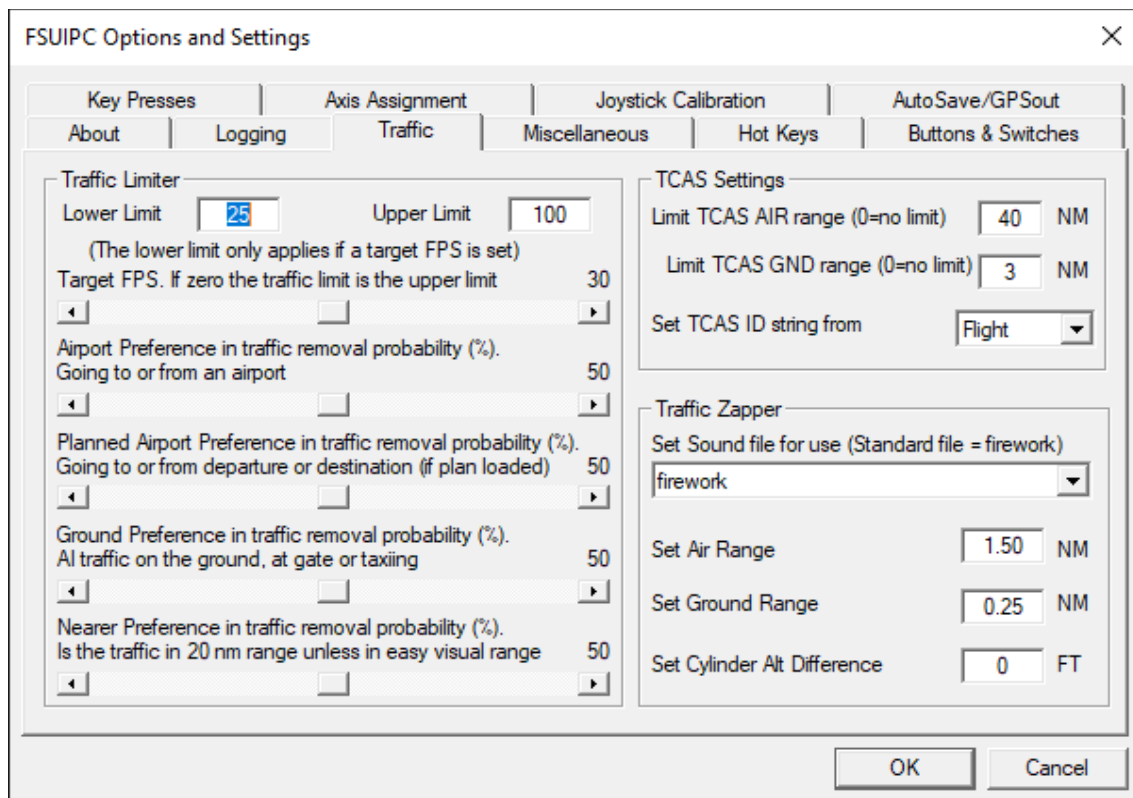 FSUIPC Options and Settings
Key Presses Axis Assignment Joystick Calibration AutoSave/GPSout
About Logging Traffic Miscellaneous Hot Keys Buttons & Switches
Traffic Limiter
Lower Limit 25 Upper Limit 100
(The lower limit only applies if a target FPS is set)
Target FPS. If zero the traffic limit is the upper limit 30
Airport Preference in traffic removal probability (%).
Going to or from an airport 50
Planned Airport Preference in traffic removal probability (%).
Going to or from departure or destination (if plan loaded) 50
Ground Preference in traffic removal probability (%).
AI traffic on the ground, at gate or taxiing 50
Nearer Preference in traffic removal probability (%).
Is the traffic in 20 nm range unless in easy visual range 50
TCAS Settings
Limit TCAS AIR range (0=no limit) 40 NM
Limit TCAS GND range (0=no limit) 3 NM
Set TCAS ID string from Flight
Traffic Zapper
Set Sound file for use (Standard file = firework)
firework
Set Air Range 1.50 NM
Set Ground Range 0.25 NM
Set Cylinder Alt Difference 0 FT
OK Cancel